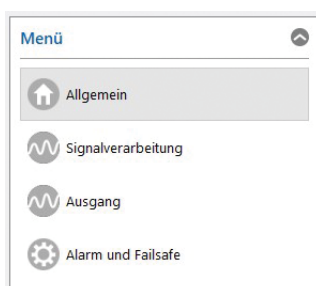 Menü
Allgemein
Signalverarbeitung
Ausgang
Alarm und Failsafe